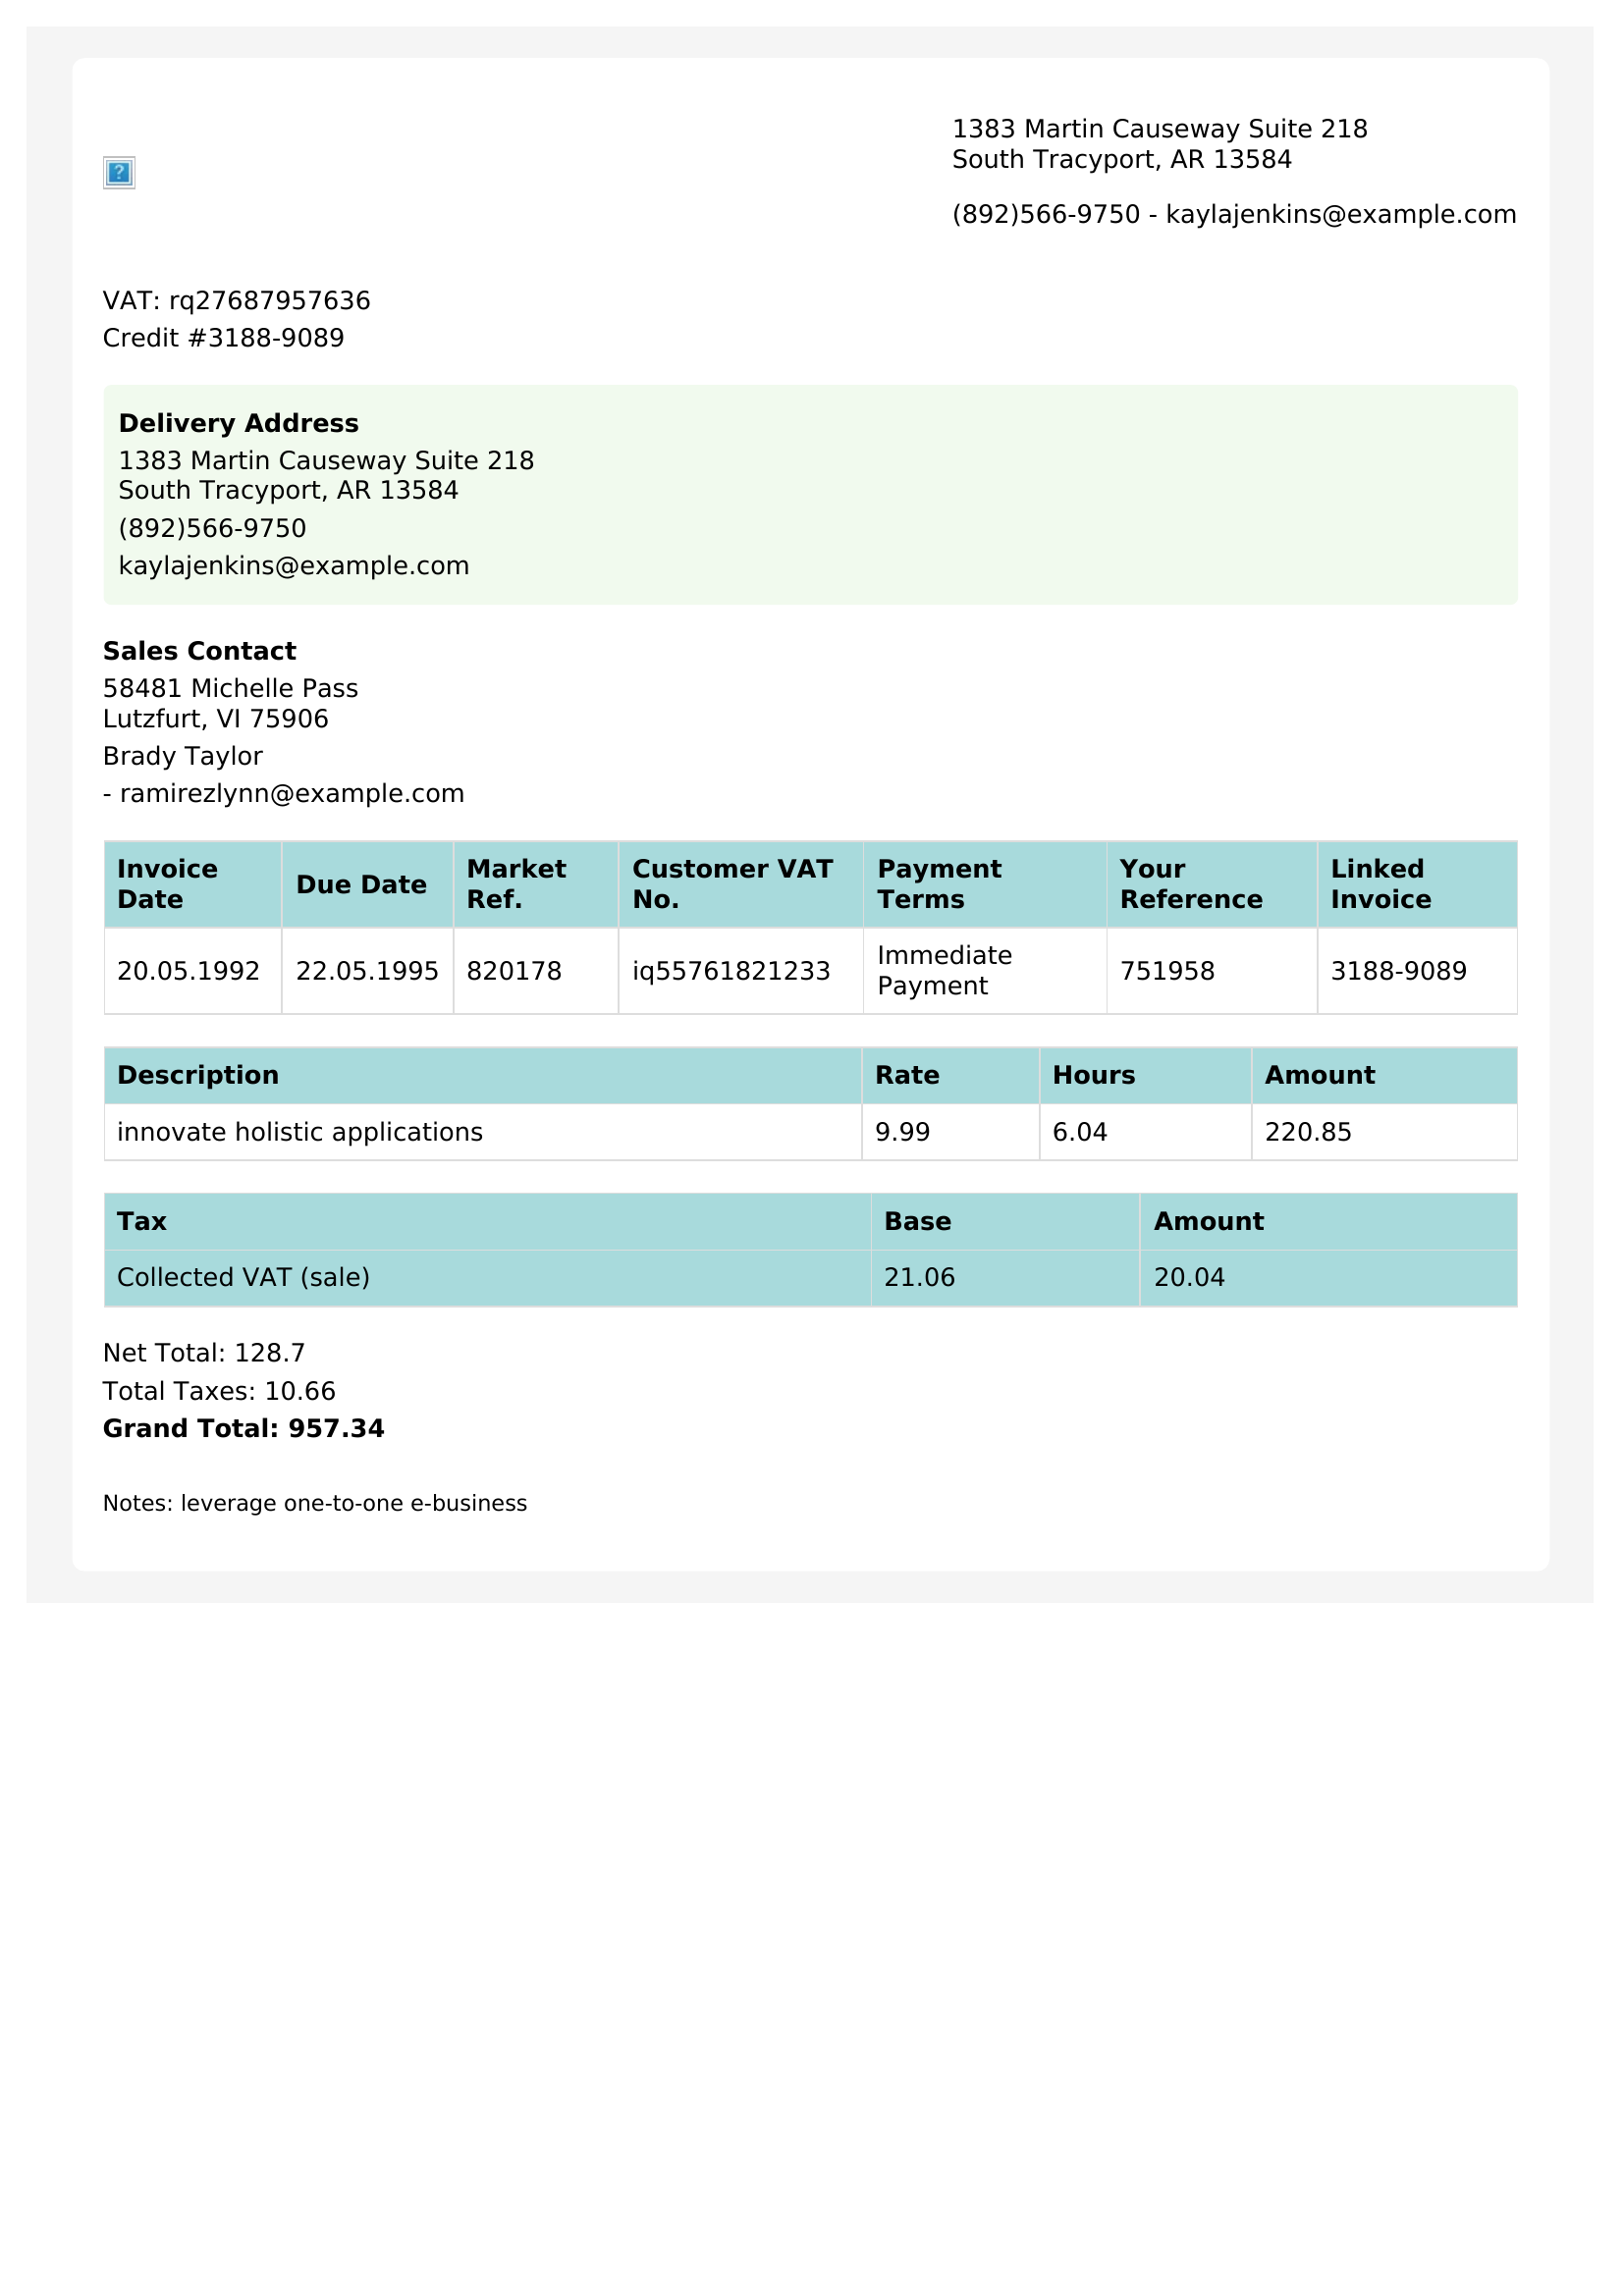 1383 Martin Causeway Suite 218
South Tracyport, AR 13584
(892)566-9750 - kaylajenkins@example.com
VAT: rq27687957636
Credit #3188-9089
Delivery Address
1383 Martin Causeway Suite 218
South Tracyport, AR 13584
(892)566-9750
kaylajenkins@example.com
Sales Contact
58481 Michelle Pass
Lutzfurt, VI 75906
Brady Taylor
- ramirezlynn@example.com
Invoice Date Due Date Market Ref. Customer VAT No. Payment Terms Your Reference Linked Invoice
20.05.1992 22.05.1995 820178 iq55761821233 Immediate Payment 751958 3188-9089
Description Rate Hours Amount
innovate holistic applications 9.99 6.04 220.85
Tax Base Amount
Collected VAT (sale) 21.06 20.04
Net Total: 128.7
Total Taxes: 10.66
Grand Total: 957.34
Notes: leverage one-to-one e-business